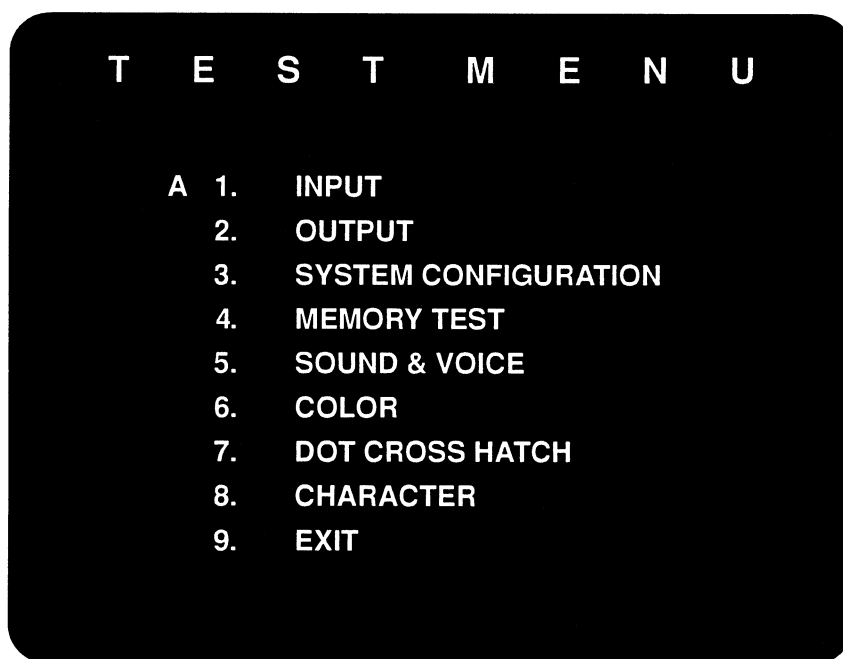 T E S T M E N U
A 1. INPUT
2. OUTPUT
3. SYSTEM CONFIGURATION
4. MEMORY TEST
5. SOUND & VOICE
6. COLOR
7. DOT CROSS HATCH
8. CHARACTER
9. EXIT